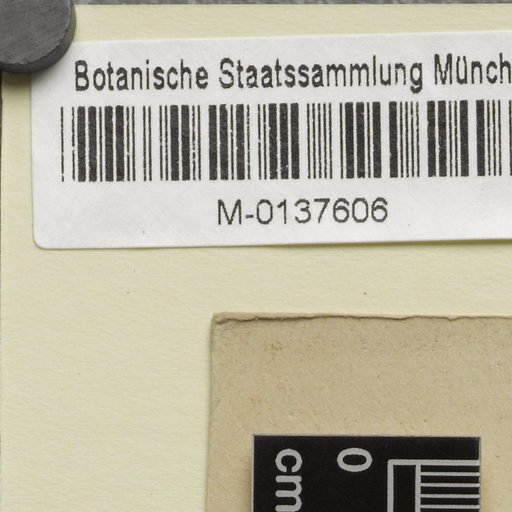 Botanische Staatssammlung Münch
M-0137606
0
cm